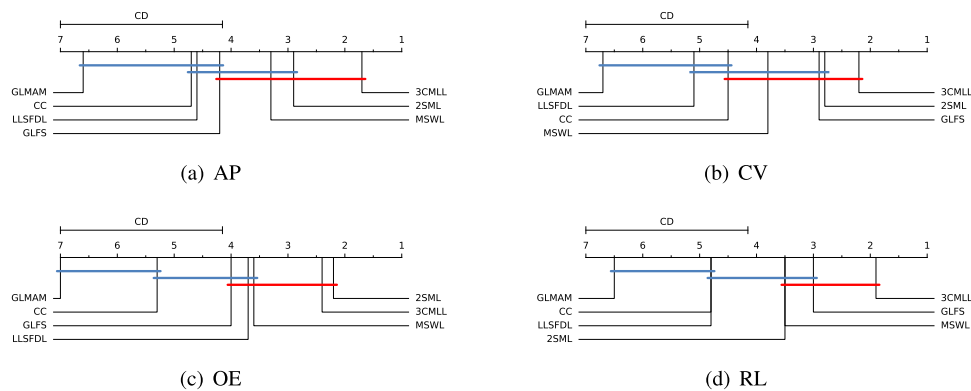 CD
7 6 5 4 3 2 1
GLMAM 3CMLL
CC 2SML
LLSFDL MSWL
GLFS
(a) AP
CD
7 6 5 4 3 2 1
GLMAM 3CMLL
LLSFDL 2SML
CC GLFS
MSWL
(b) CV
CD
7 6 5 4 3 2 1
GLMAM 2SML
CC 3CMLL
GLFS MSWL
LLSFDL
(c) OE
CD
7 6 5 4 3 2 1
GLMAM 3CMLL
CC GLFS
LLSFDL MSWL
2SML
(d) RL